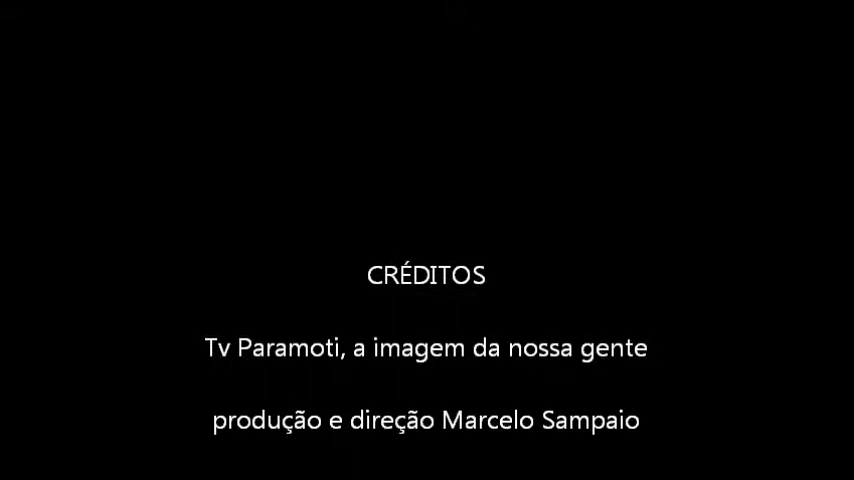 CRÉDITOS
Tv Paramoti, a imagem da nossa gente
produção e direção Marcelo Sampaio